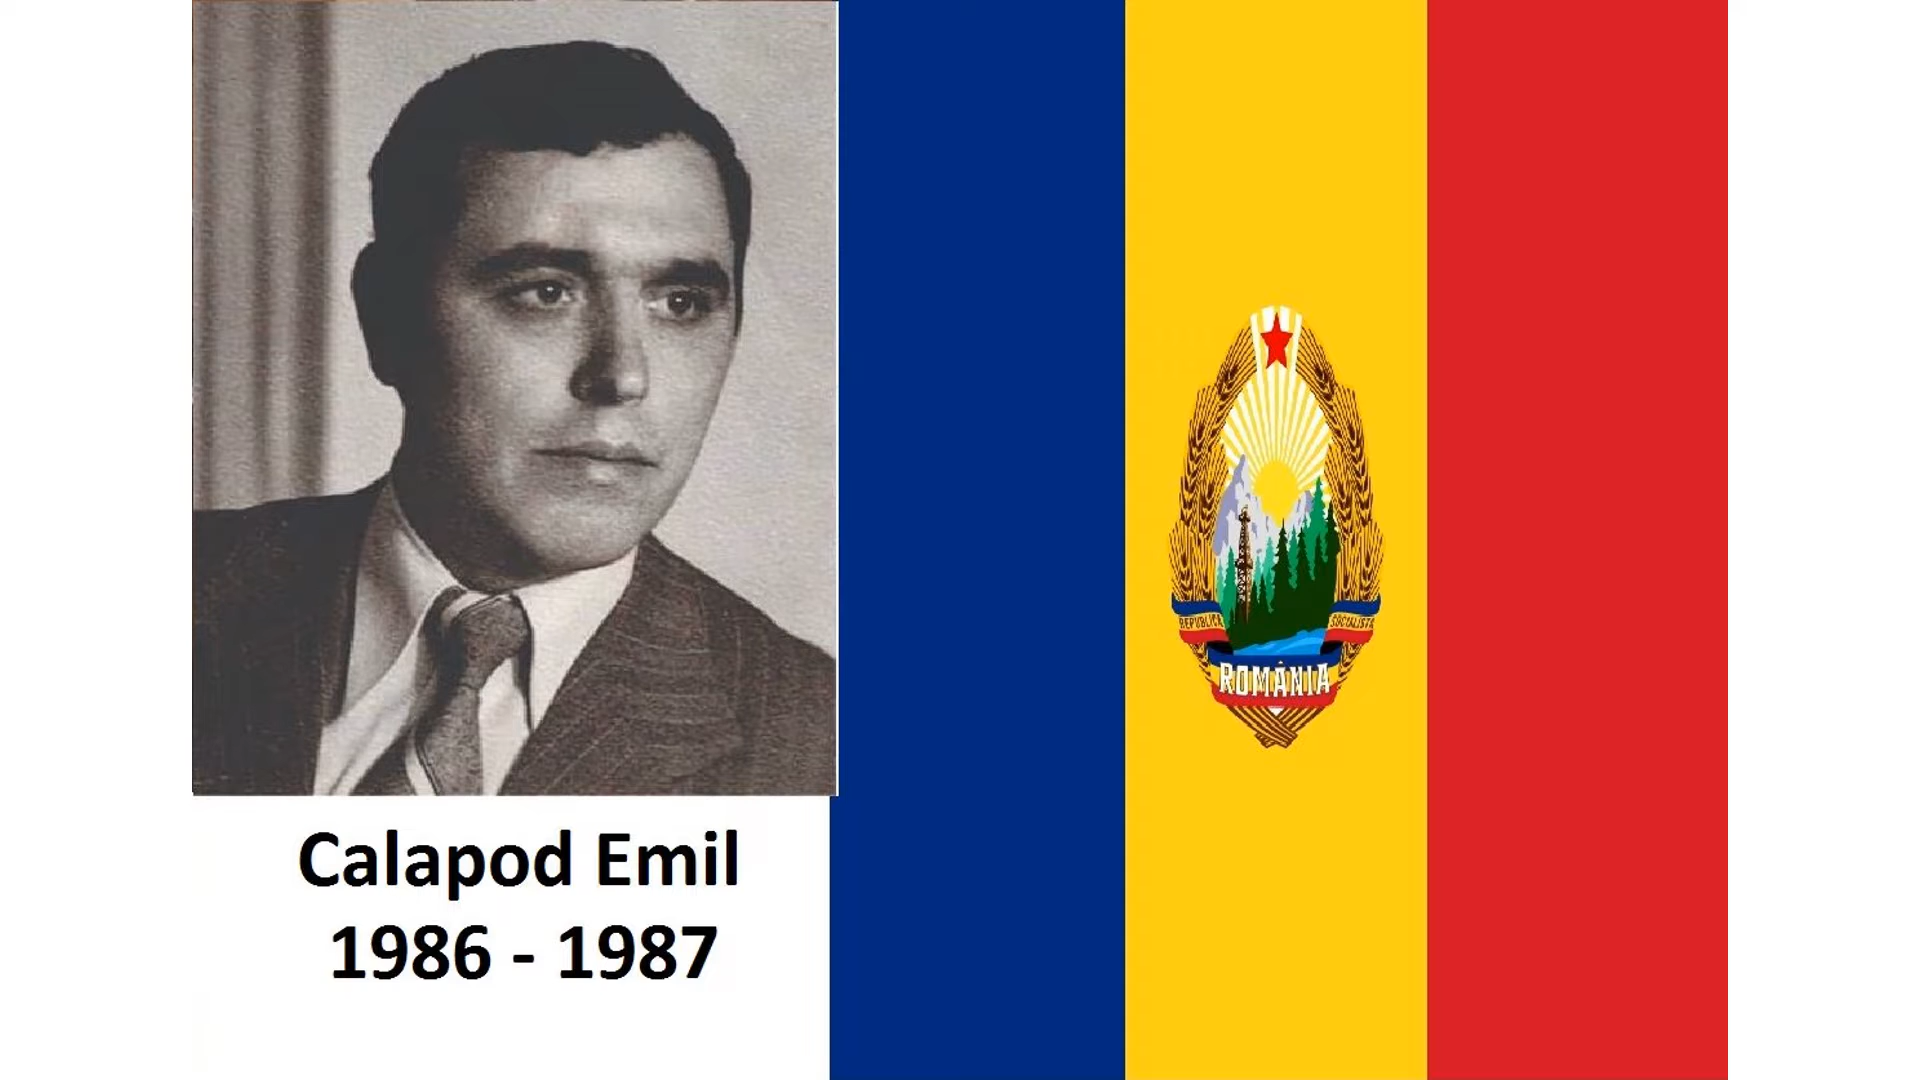 Calapod Emil
1986 - 1987
REPUBLICA
SOCIALISTĂ
ROMÂNIA